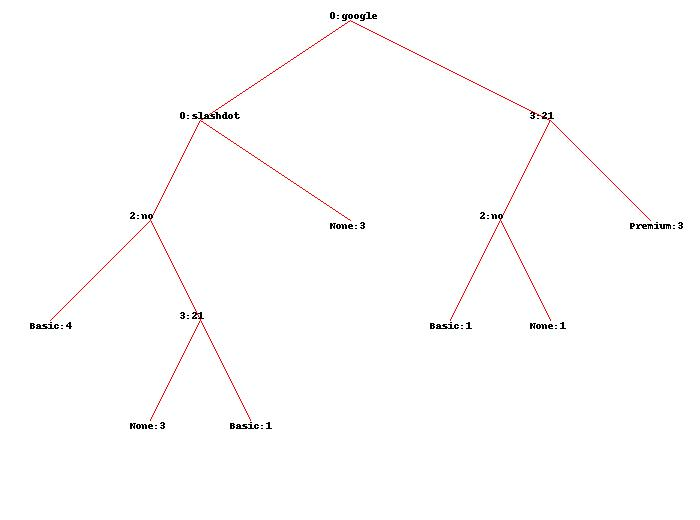 0:google
0:slashdot
3:21
2:no
None:3
2:no
Premium:3
Basic:4
3:21
Basic:1
None:1
None:3
Basic:1